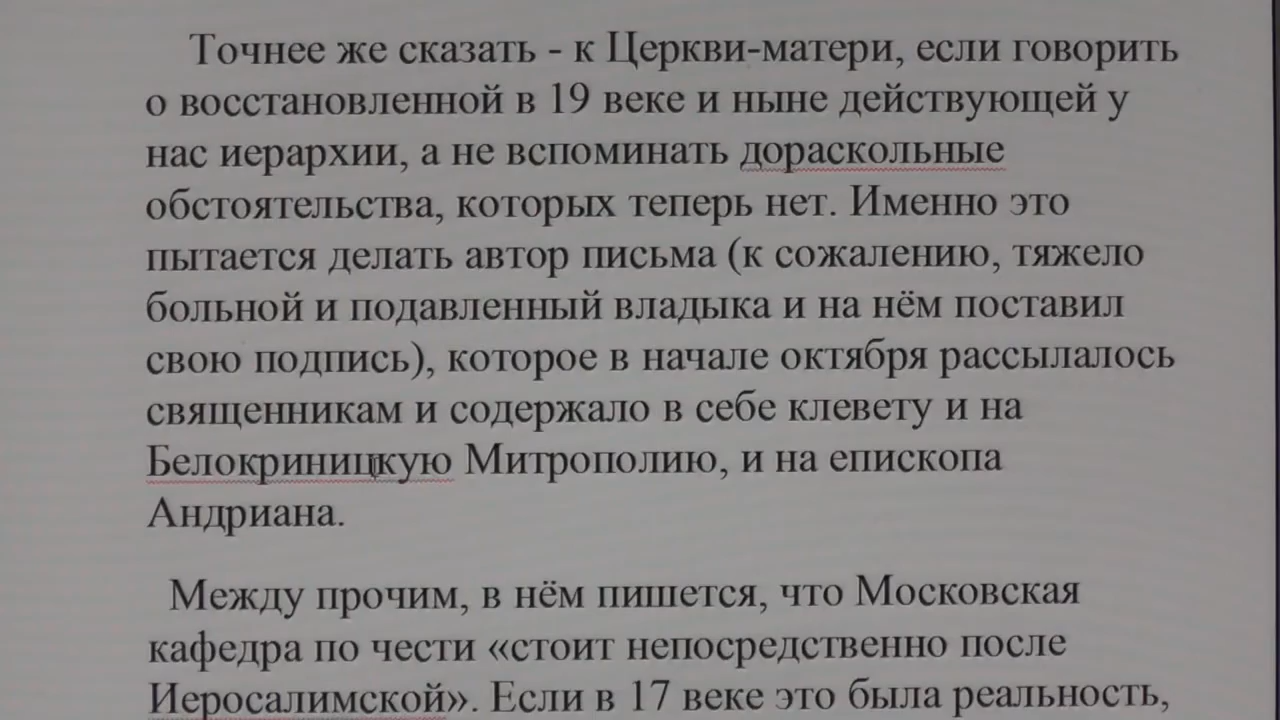 Точнее же сказать - к Церкви-матери, если говорить
о восстановленной в 19 веке и ныне действующей у
нас иерархии, а не вспоминать дораскольные
обстоятельства, которых теперь нет. Именно это
пытается делать автор письма (к сожалению, тяжело
больной и подавленный владыка и на нём поставил
свою подпись), которое в начале октября рассылалось
священникам и содержало в себе клевету и на
Белокриницкую Митрополию, и на епископа
Андриана.
Между прочим, в нём пишется, что Московская
кафедра по чести «стоит непосредственно после
Иеросалимской». Если в 17 веке это была реальность,